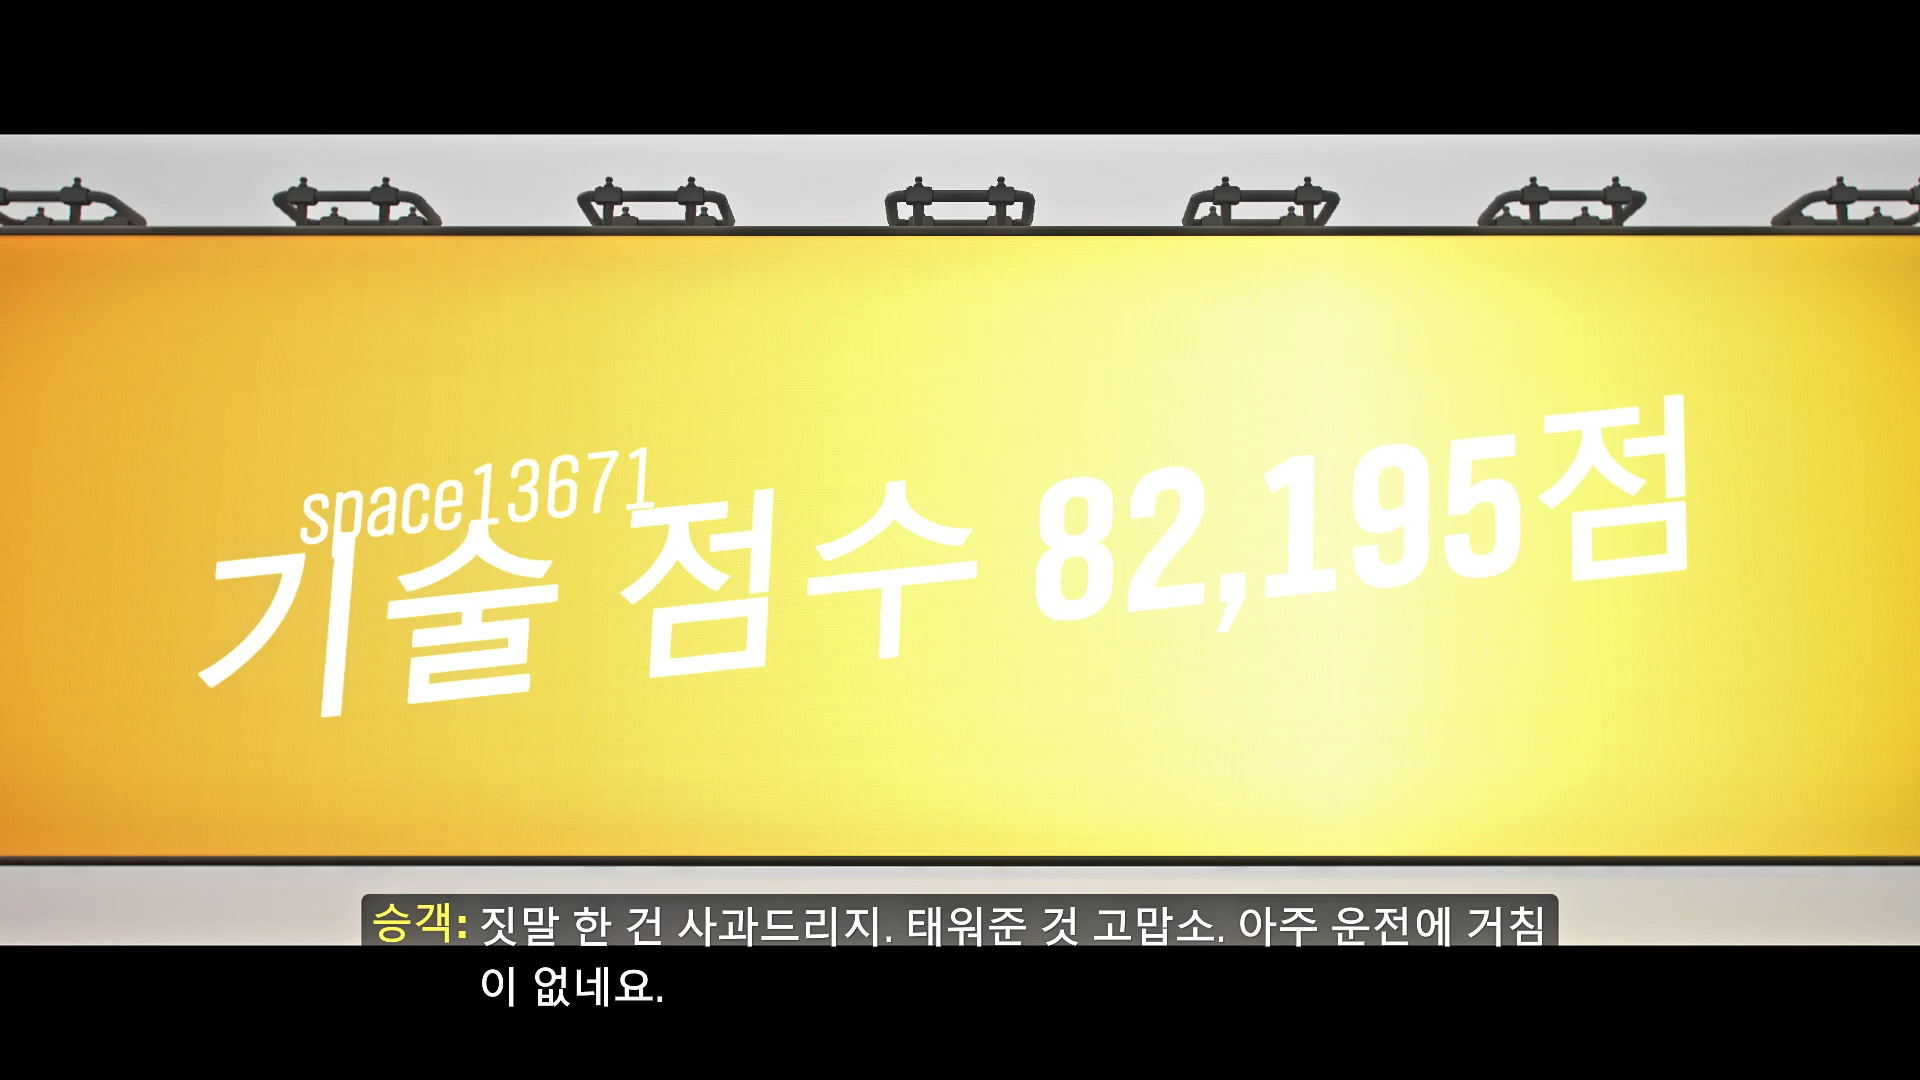 space13671
기술 점수 82,195점
승객: 짓말 한 건 사과드리지. 태워준 것 고맙소. 아주 운전에 거침
이 없네요.